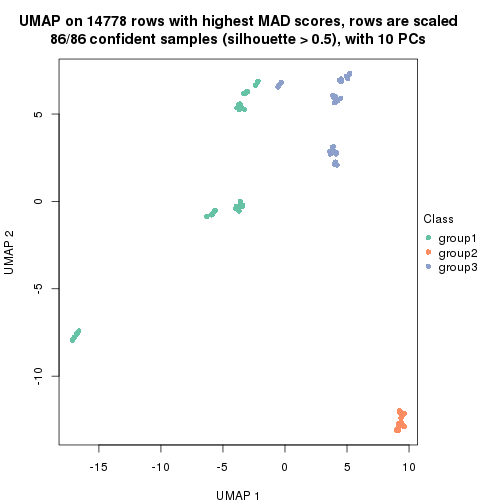 UMAP on 14778 rows with highest MAD scores, rows are scaled
86/86 confident samples (silhouette > 0.5), with 10 PCs
5
0
-5
-10
UMAP 2
-15
-10
-5
0
5
10
UMAP 1
Class
group1
group2
group3